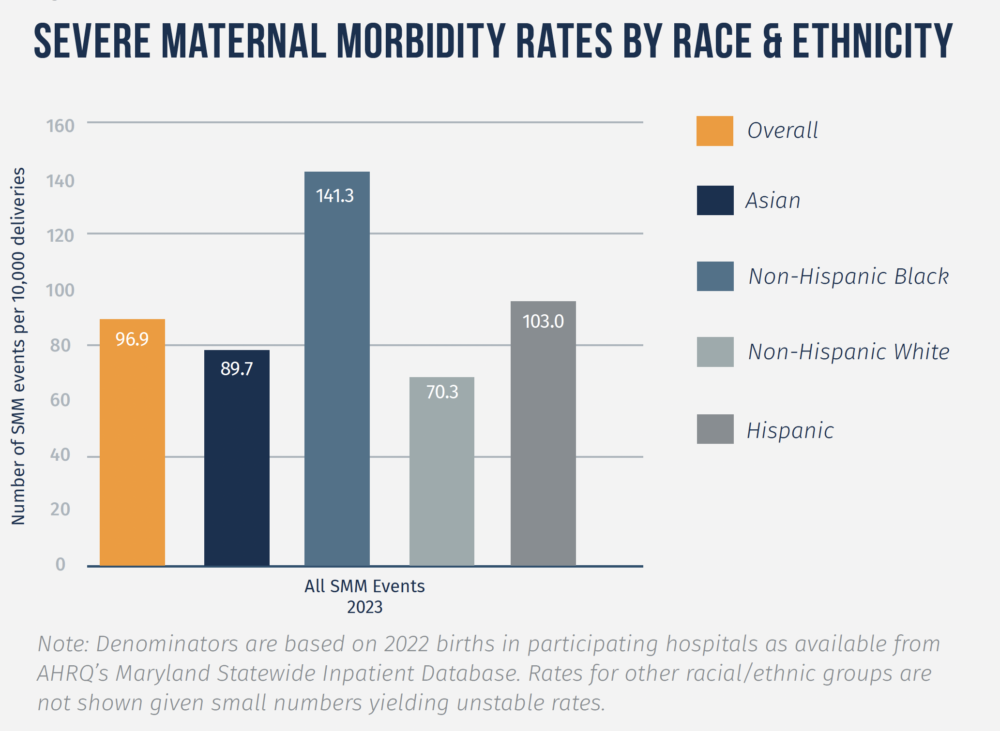 SEVERE MATERNAL MORBIDITY RATES BY RACE & ETHNICITY
Number of SMM events per 10,000 deliveries
160
140
120
100
80
60
40
20
0
96.9
89.7
141.3
70.3
103.0
All SMM Events
2023
Overall
Asian
Non-Hispanic Black
Non-Hispanic White
Hispanic
Note: Denominators are based on 2022 births in participating hospitals as available from
AHRQ’s Maryland Statewide Inpatient Database. Rates for other racial/ethnic groups are
not shown given small numbers yielding unstable rates.